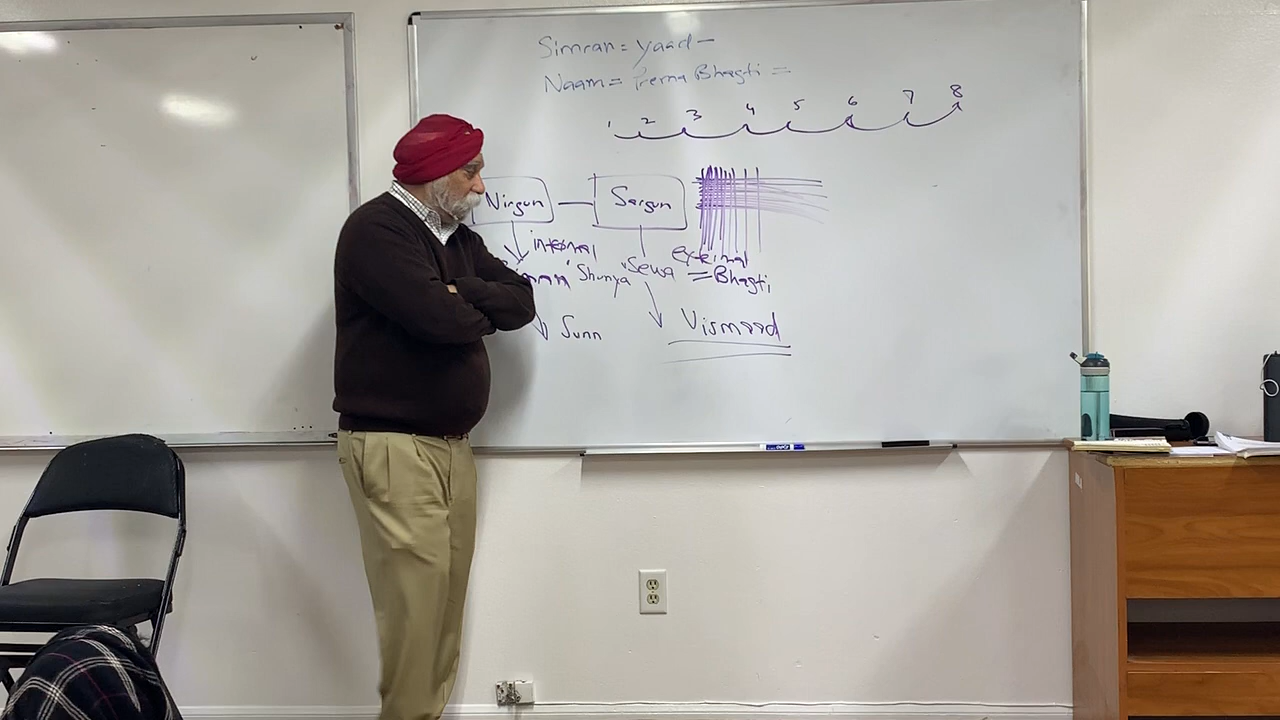 Simran = yaad -
Naam = Prema Bhagti =
1 2 3 4 5 6 7 8
Nirgun — Sargun
internal external
"Shunya" Sewa = Bhagti
Sunn Vismaad